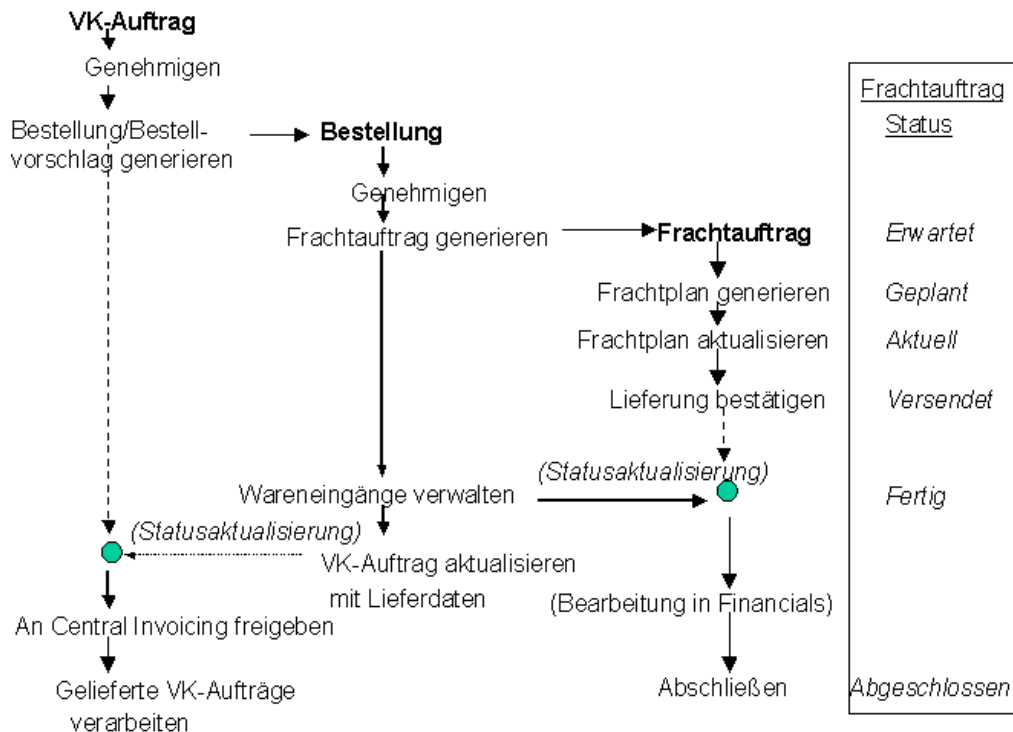 VK-Auftrag
Genehmigen
Bestellung/Bestell-
vorschlag generieren
Bestellung
Genehmigen
Frachtauftrag generieren
Frachtauftrag
Frachtplan generieren
Frachtplan aktualisieren
Lieferung bestätigen
(Statusaktualisierung)
Wareneingänge verwalten
(Statusaktualisierung)
VK-Auftrag aktualisieren
mit Lieferdaten
(Bearbeitung in Financials)
An Central Invoicing freigeben
Gelieferte VK-Aufträge
verarbeiten
Abschließen
Frachtauftrag
Status
Erwartet
Geplant
Aktuell
Versendet
Fertig
Abgeschlossen